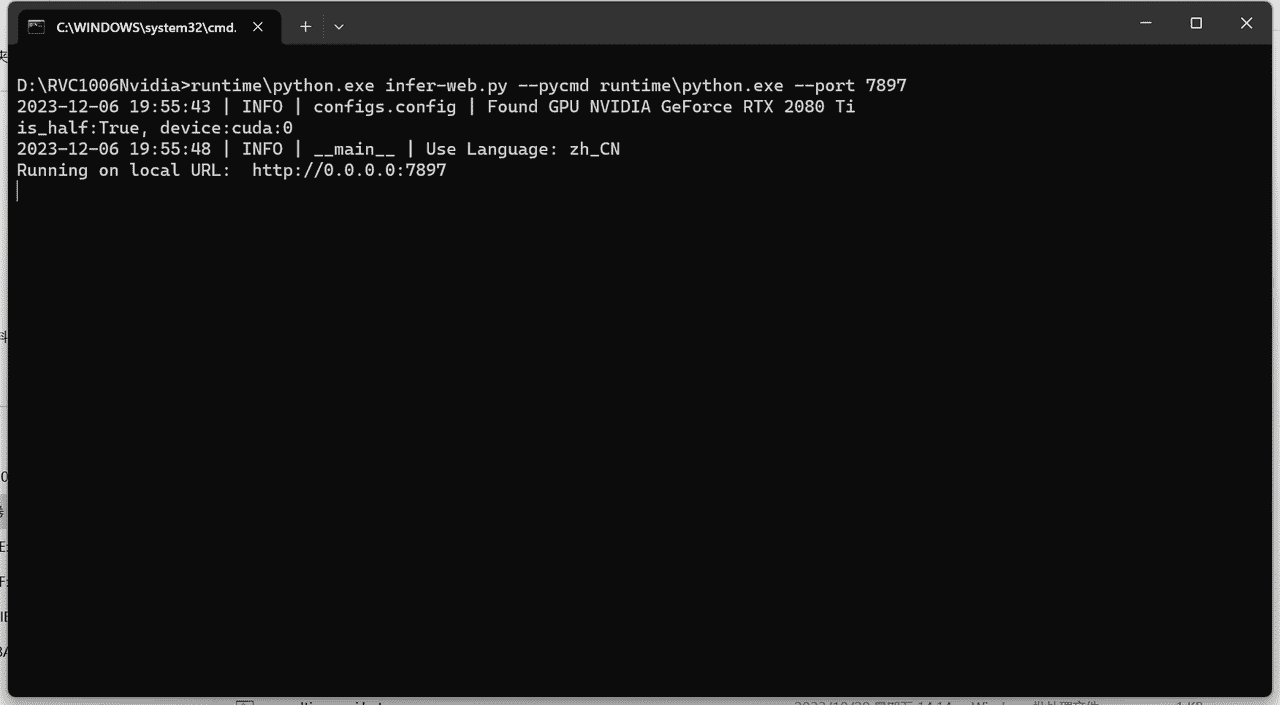 C:\WINDOWS\system32\cmd.
D:\RVC1006Nvidia>runtime\python.exe infer-web.py --pycmd runtime\python.exe --port 7897
2023-12-06 19:55:43 | INFO | configs.config | Found GPU NVIDIA GeForce RTX 2080 Ti
is_half:True, device:cuda:0
2023-12-06 19:55:48 | INFO | __main__ | Use Language: zh_CN
Running on local URL:  http://0.0.0.0:7897